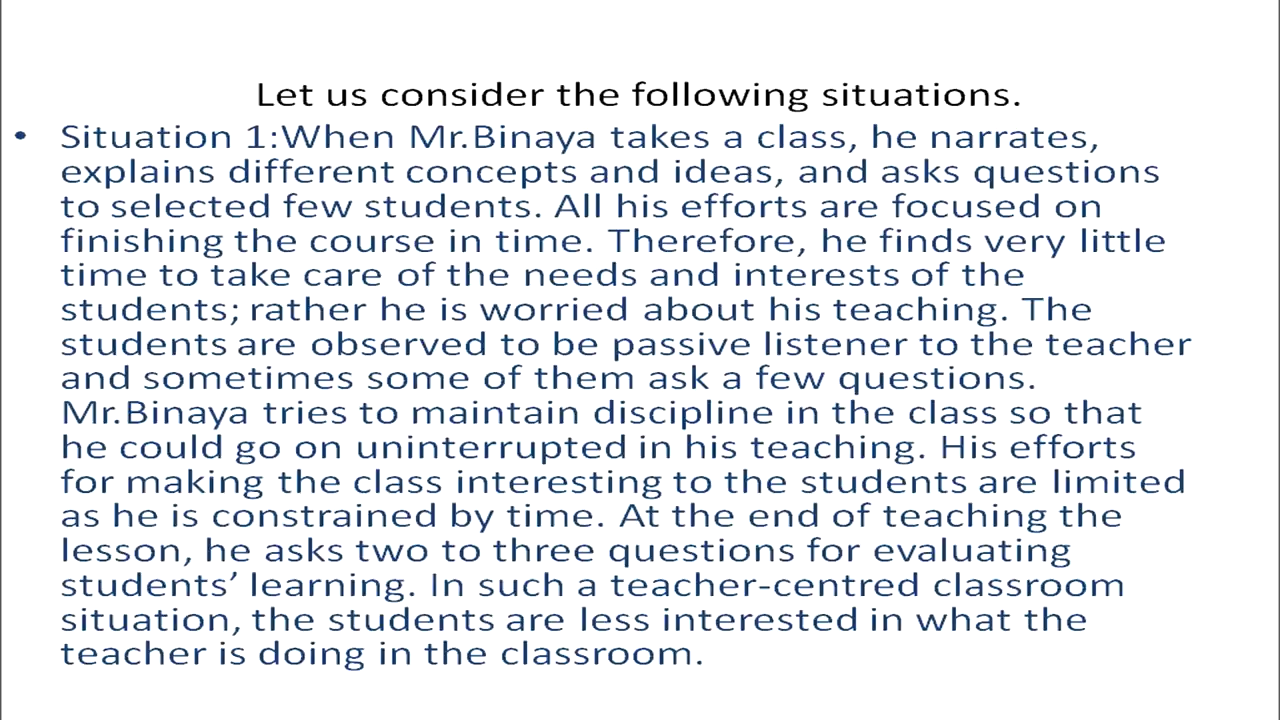 Let us consider the following situations.
• Situation 1:When Mr.Binaya takes a class, he narrates,
explains different concepts and ideas, and asks questions
to selected few students. All his efforts are focused on
finishing the course in time. Therefore, he finds very little
time to take care of the needs and interests of the
students; rather he is worried about his teaching. The
students are observed to be passive listener to the teacher
and sometimes some of them ask a few questions.
Mr.Binaya tries to maintain discipline in the class so that
he could go on uninterrupted in his teaching. His efforts
for making the class interesting to the students are limited
as he is constrained by time. At the end of teaching the
lesson, he asks two to three questions for evaluating
students’ learning. In such a teacher-centred classroom
situation, the students are less interested in what the
teacher is doing in the classroom.